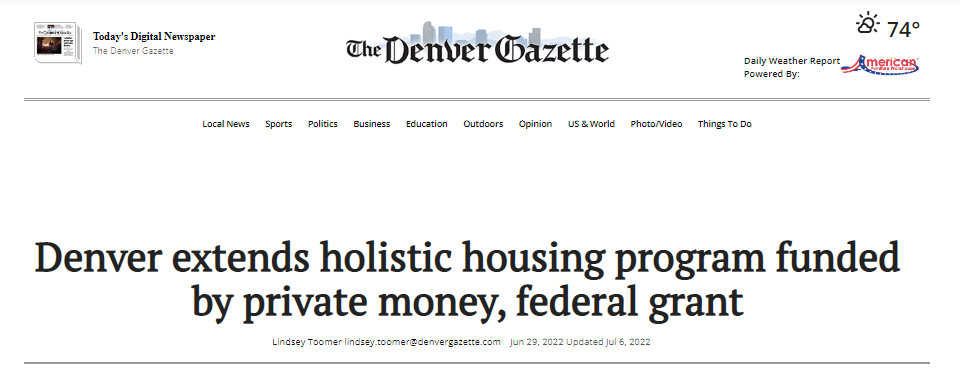 Today's Digital Newspaper
The Denver Gazette
The Denver Gazette
74°
Daily Weather Report
Powered By:
American
Local News Sports Politics Business Education Outdoors Opinion US & World Photo/Video Things To Do
Denver extends holistic housing program funded
by private money, federal grant
Lindsey Toomer lindsey.toomer@denvergazette.com Jun 29, 2022 Updated Jul 6, 2022